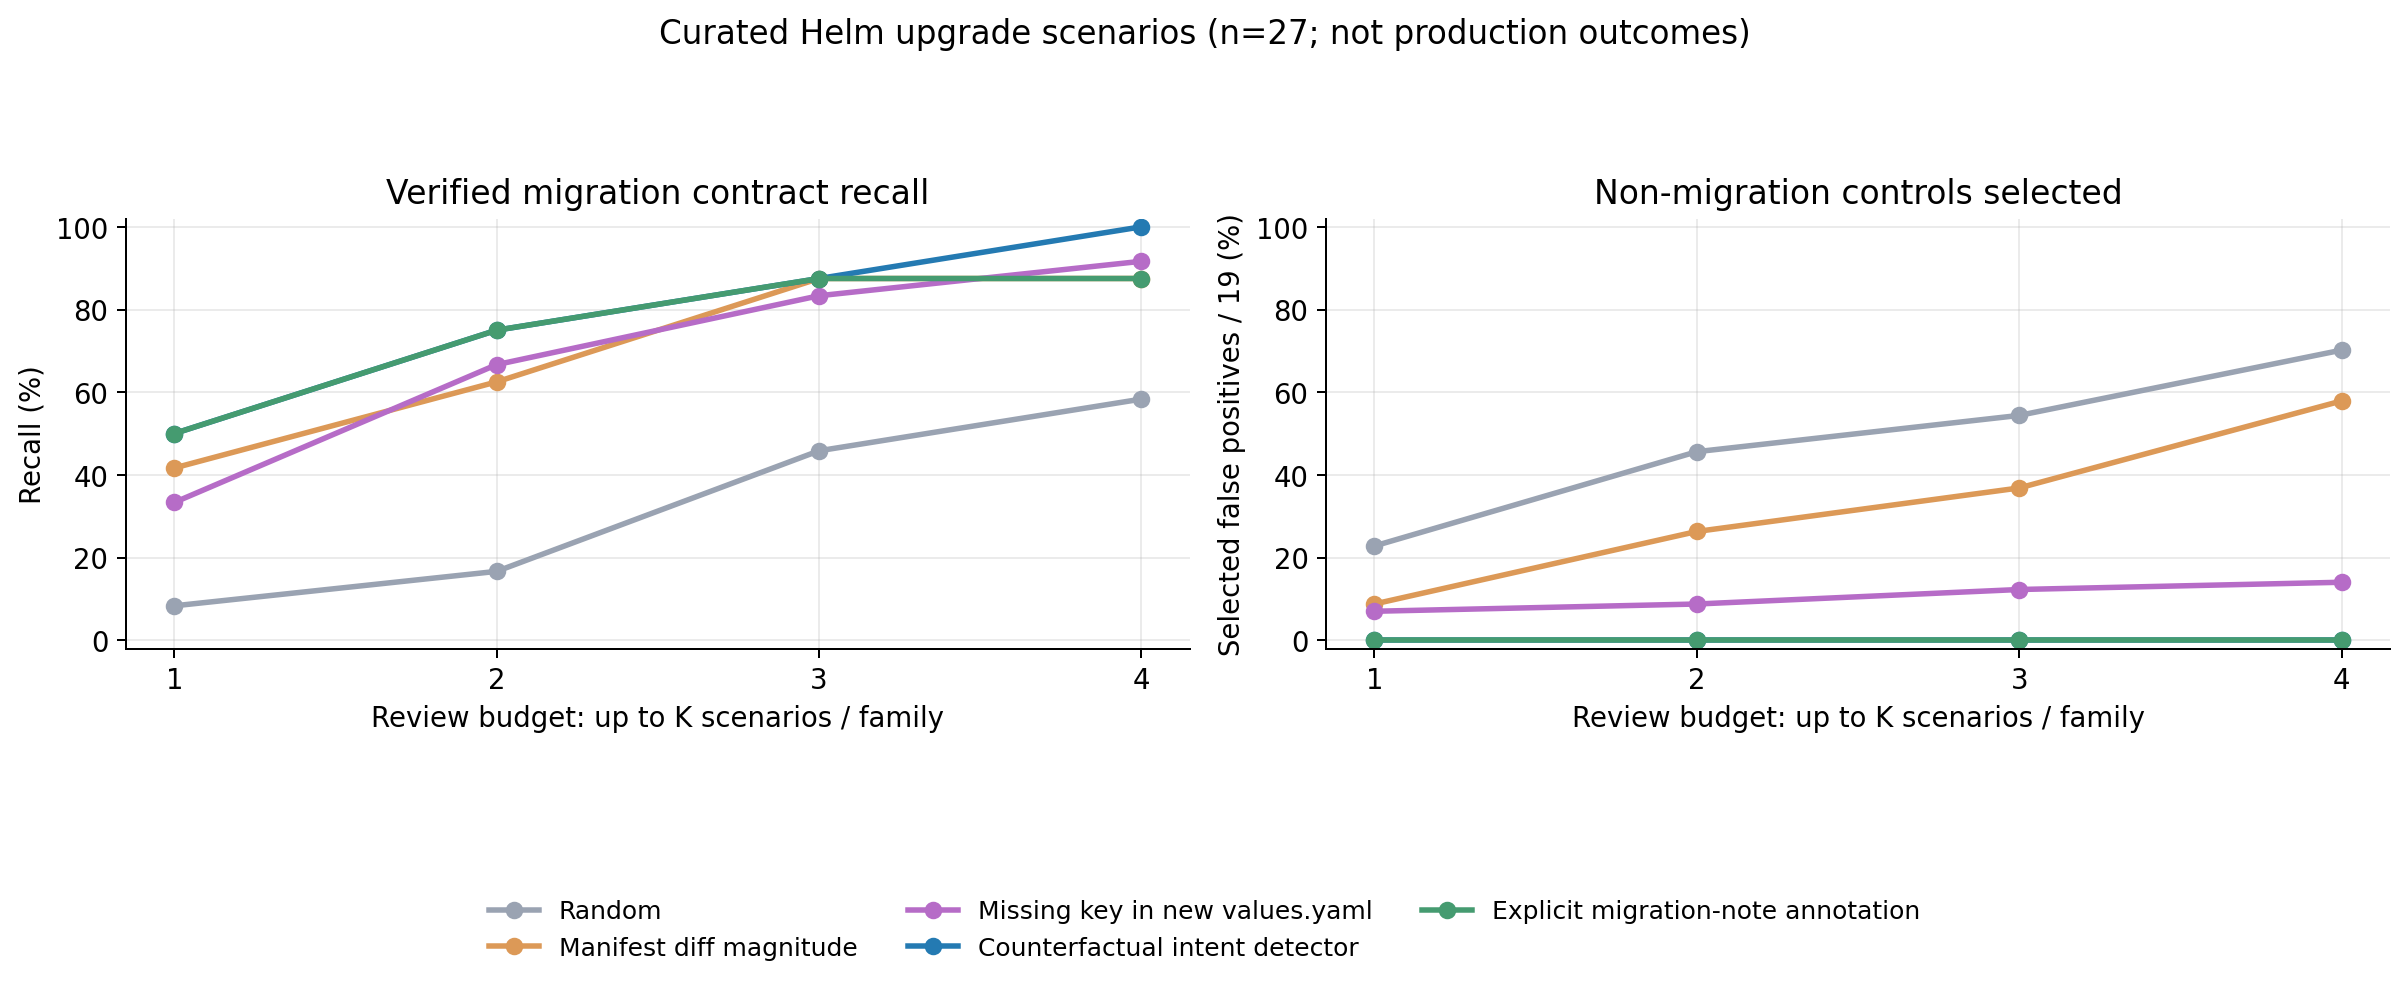 Curated Helm upgrade scenarios (n=27; not production outcomes)
Verified migration contract recall
Recall (%)
100
80
60
40
20
0
1 2 3 4
Review budget: up to K scenarios / family
Non-migration controls selected
Selected false positives / 19 (%)
100
80
60
40
20
0
1 2 3 4
Review budget: up to K scenarios / family
Random
Manifest diff magnitude
Missing key in new values.yaml
Counterfactual intent detector
Explicit migration-note annotation